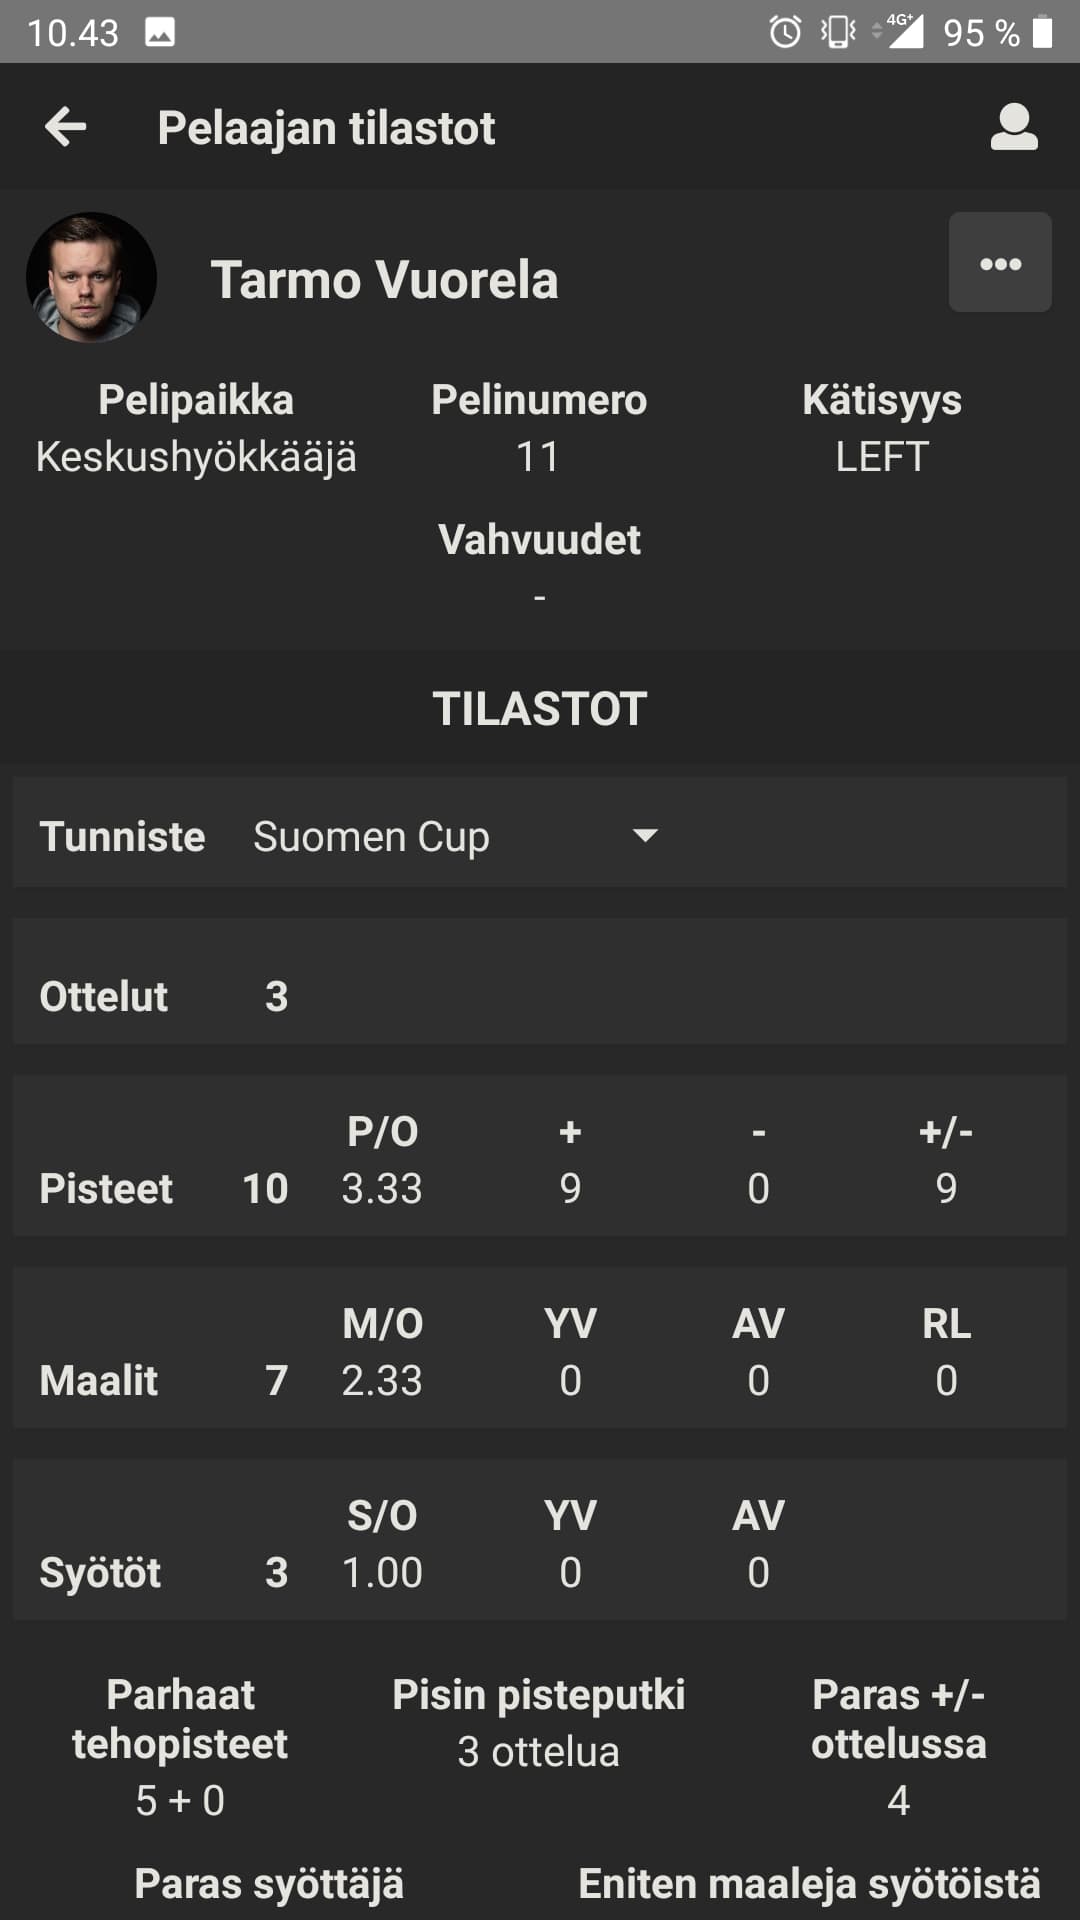 10.43 4G+ 95 %
Pelaajan tilastot
Tarmo Vuorela
Pelipaikka Pelinumero Kätisyys
Keskushyökkääjä 11 LEFT
Vahvuudet
-
TILASTOT
Tunniste Suomen Cup
Ottelut 3
P/O + - +/-
Pisteet 10 3.33 9 0 9
M/O YV AV RL
Maalit 7 2.33 0 0 0
S/O YV AV
Syötöt 3 1.00 0 0
Parhaat Pisin pisteputki Paras +/-
tehopisteet 3 ottelua ottelussa
5 + 0 4
Paras syöttäjä Eniten maaleja syötöistä